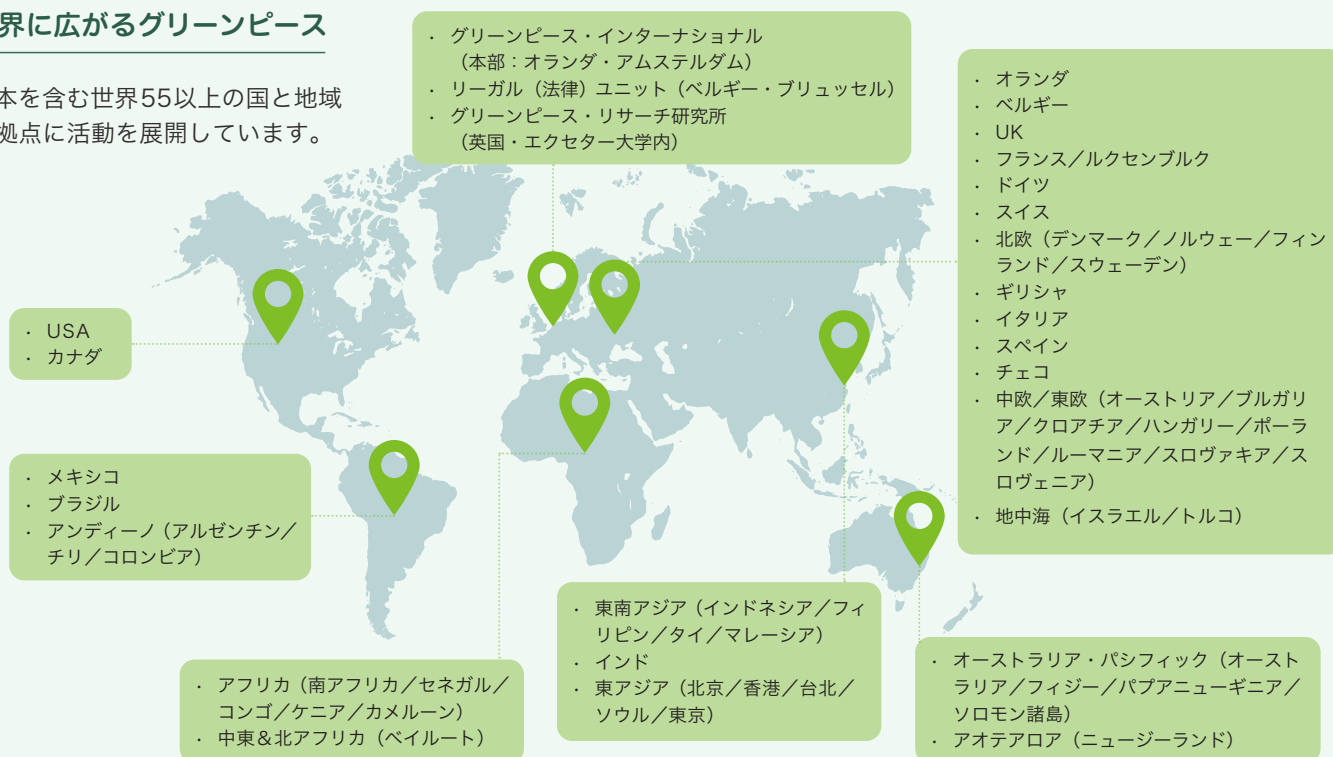 界に広がるグリーンピース
本を含む世界55以上の国と地域
拠点に活動を展開しています。
・ グリーンピース・インターナショナル
（本部：オランダ・アムステルダム）
・ リーガル（法律）ユニット（ベルギー・ブリュッセル）
・ グリーンピース・リサーチ研究所
（英国・エクセター大学内）
・ オランダ
・ ベルギー
・ UK
・ フランス／ルクセンブルク
・ ドイツ
・ スイス
・ 北欧（デンマーク／ノルウェー／フィン
ランド／スウェーデン）
・ ギリシャ
・ イタリア
・ スペイン
・ チェコ
・ 中欧／東欧（オーストリア／ブルガリ
ア／クロアチア／ハンガリー／ポーラ
ンド／ルーマニア／スロヴァキア／ス
ロヴェニア）
・ 地中海（イスラエル／トルコ）
・ USA
・ カナダ
・ メキシコ
・ ブラジル
・ アンディーノ（アルゼンチン／
チリ／コロンビア）
・ アフリカ（南アフリカ／セネガル／
コンゴ／ケニア／カメルーン）
・ 中東＆北アフリカ（ベイルート）
・ 東南アジア（インドネシア／フィ
リピン／タイ／マレーシア）
・ インド
・ 東アジア（北京／香港／台北／
ソウル／東京）
・ オーストラリア・パシフィック（オースト
ラリア／フィジー／パプアニューギニア／
ソロモン諸島）
・ アオテアロア（ニュージーランド）